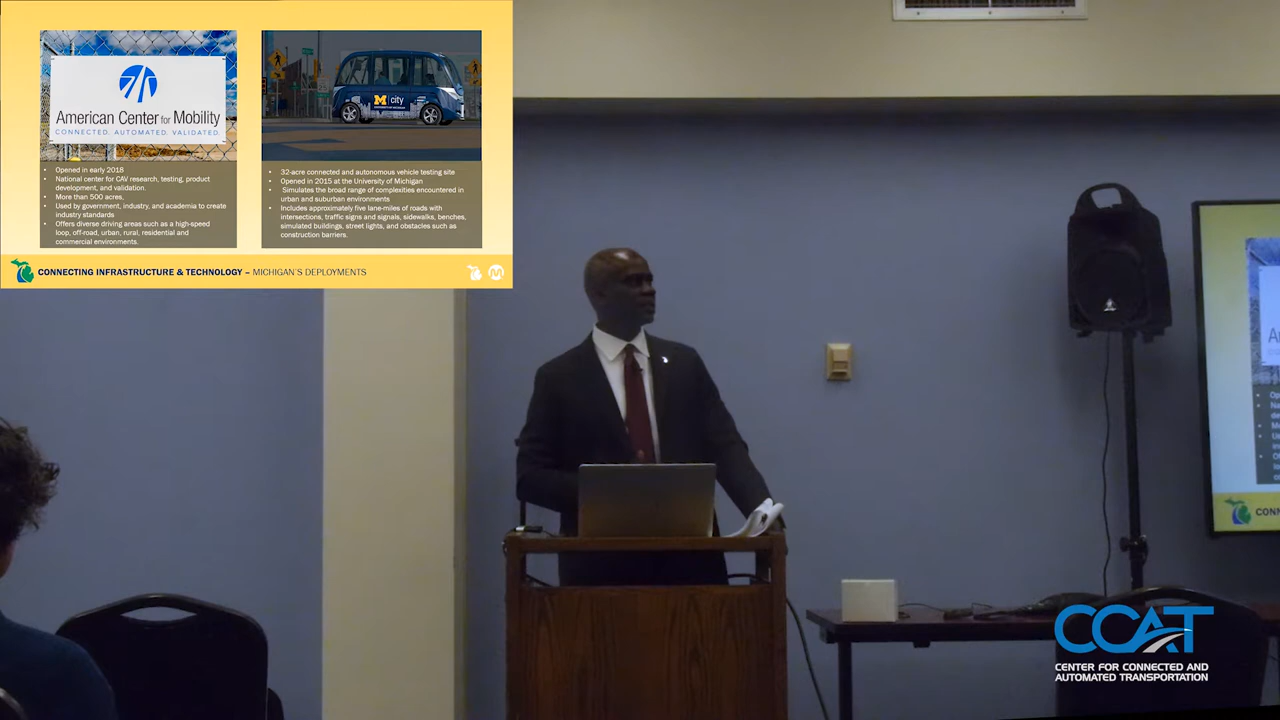 American Center for Mobility
CONNECTED. AUTOMATED. VALIDATED.
• Opened in early 2018
• National center for CAV research, testing, product
development, and validation.
• More than 500 acres,
• Used by government, industry, and academia to create
industry standards
• Offers diverse driving areas such as a high-speed
loop, off-road, urban, rural, residential and
commercial environments.
M city
UNIVERSITY OF MICHIGAN
• 32-acre connected and autonomous vehicle testing site
• Opened in 2015 at the University of Michigan
• Simulates the broad range of complexities encountered in
urban and suburban environments
• Includes approximately five lane-miles of roads with
intersections, traffic signs and signals, sidewalks, benches,
simulated buildings, street lights, and obstacles such as
construction barriers.
CONNECTING INFRASTRUCTURE & TECHNOLOGY – MICHIGAN'S DEPLOYMENTS
CCAT
CENTER FOR CONNECTED AND
AUTOMATED TRANSPORTATION